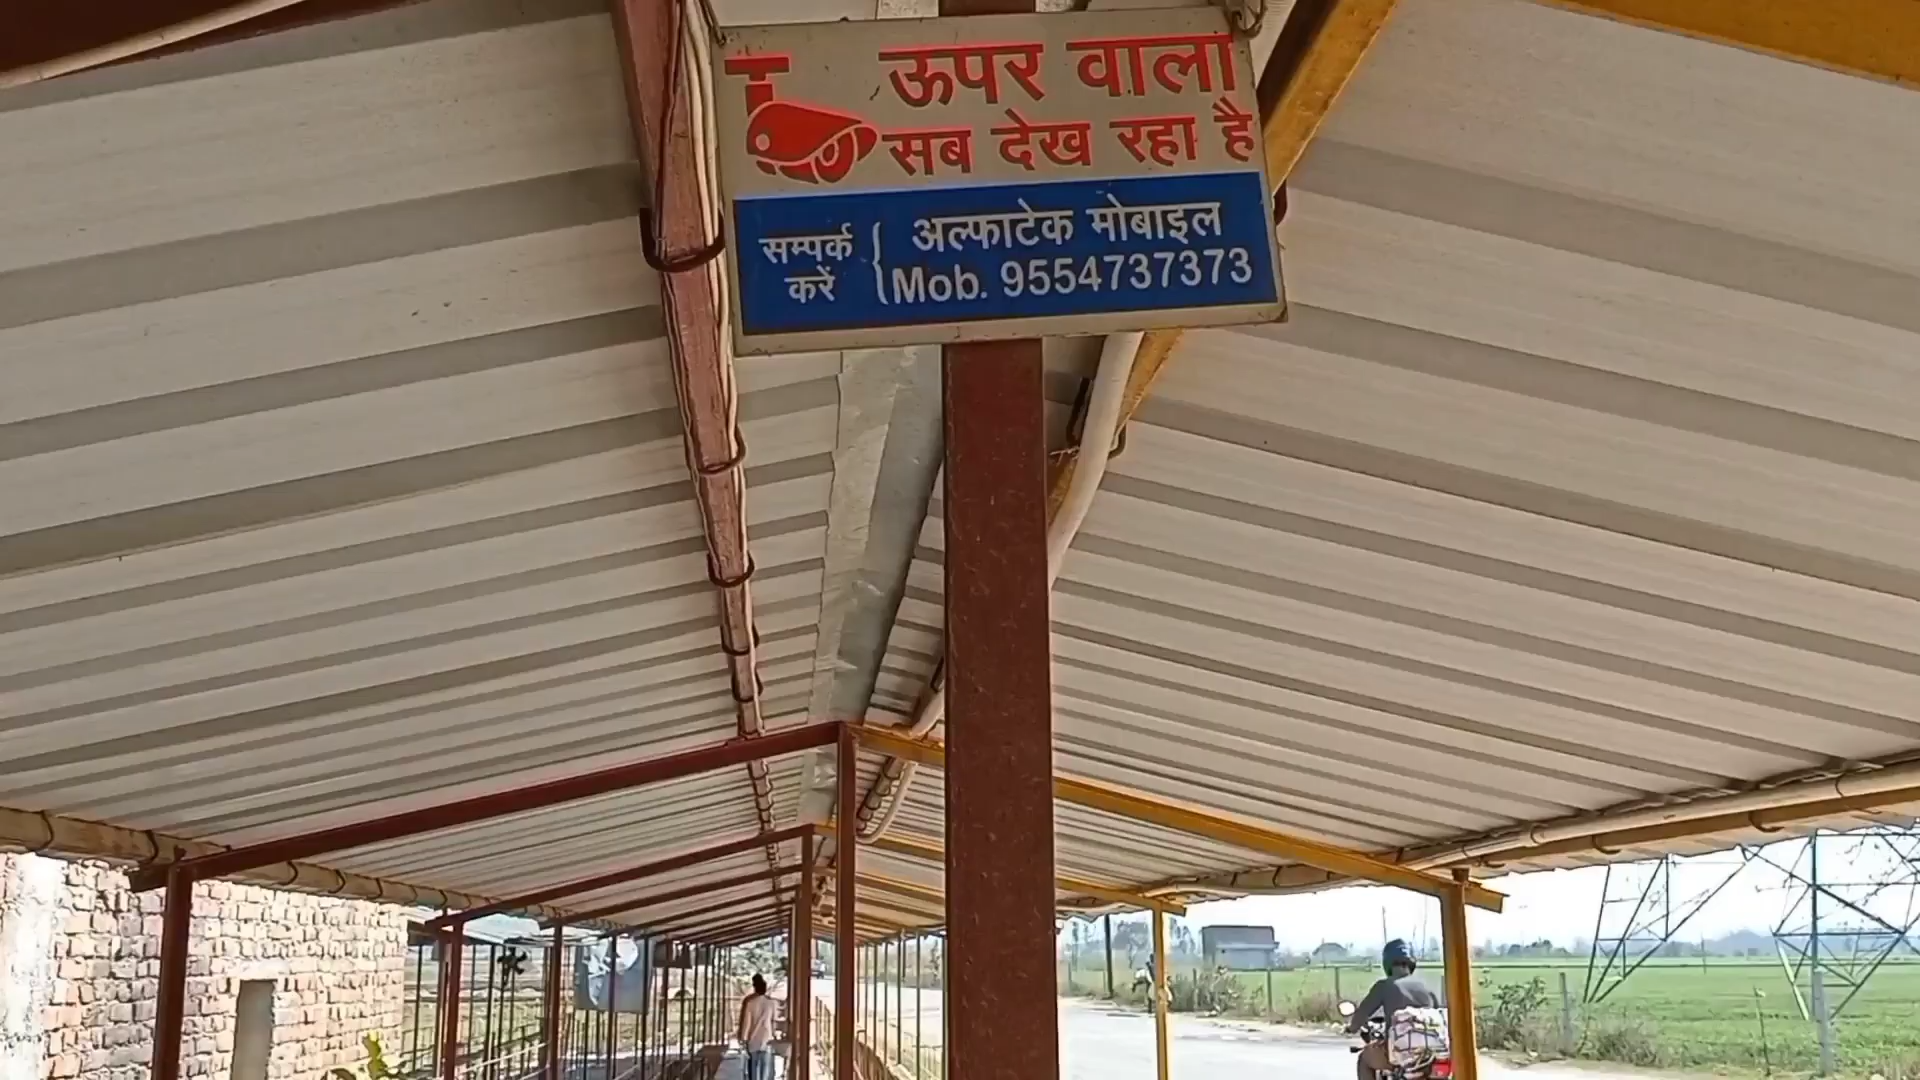 ऊपर वाला
सब देख रहा है
सम्पर्क करें { अल्फाटेक मोबाइल
Mob. 9554737373